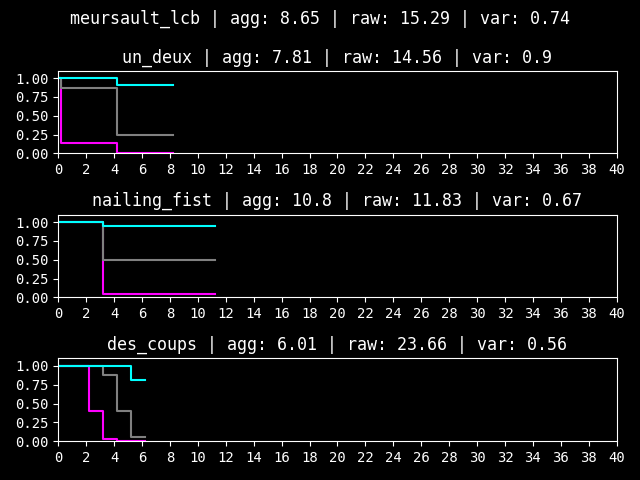 meursault_lcb | agg: 8.65 | raw: 15.29 | var: 0.74
un_deux | agg: 7.81 | raw: 14.56 | var: 0.9
1.00
0.75
0.50
0.25
0.00
0 2 4 6 8 10 12 14 16 18 20 22 24 26 28 30 32 34 36 38 40
nailing_fist | agg: 10.8 | raw: 11.83 | var: 0.67
1.00
0.75
0.50
0.25
0.00
0 2 4 6 8 10 12 14 16 18 20 22 24 26 28 30 32 34 36 38 40
des_coups | agg: 6.01 | raw: 23.66 | var: 0.56
1.00
0.75
0.50
0.25
0.00
0 2 4 6 8 10 12 14 16 18 20 22 24 26 28 30 32 34 36 38 40